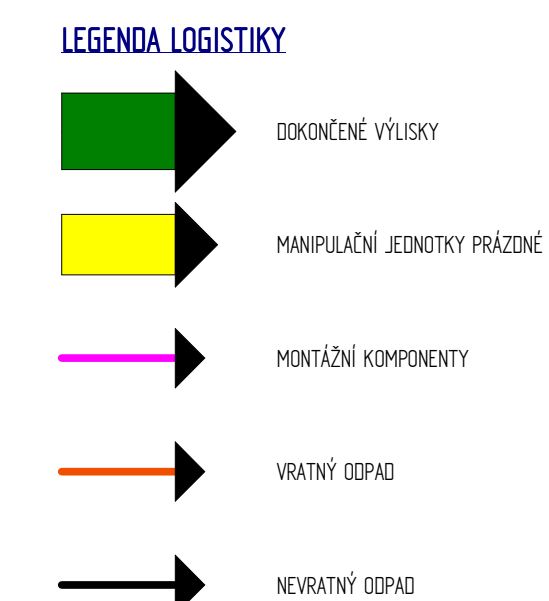 LEGENDA LOGISTIKY
DOKONČENÉ VÝLISKY
MANIPULAČNÍ JEDNOTKY PRÁZDNÉ
MONTÁŽNÍ KOMPONENTY
VRATNÝ ODPAD
NEVRATNÝ ODPAD